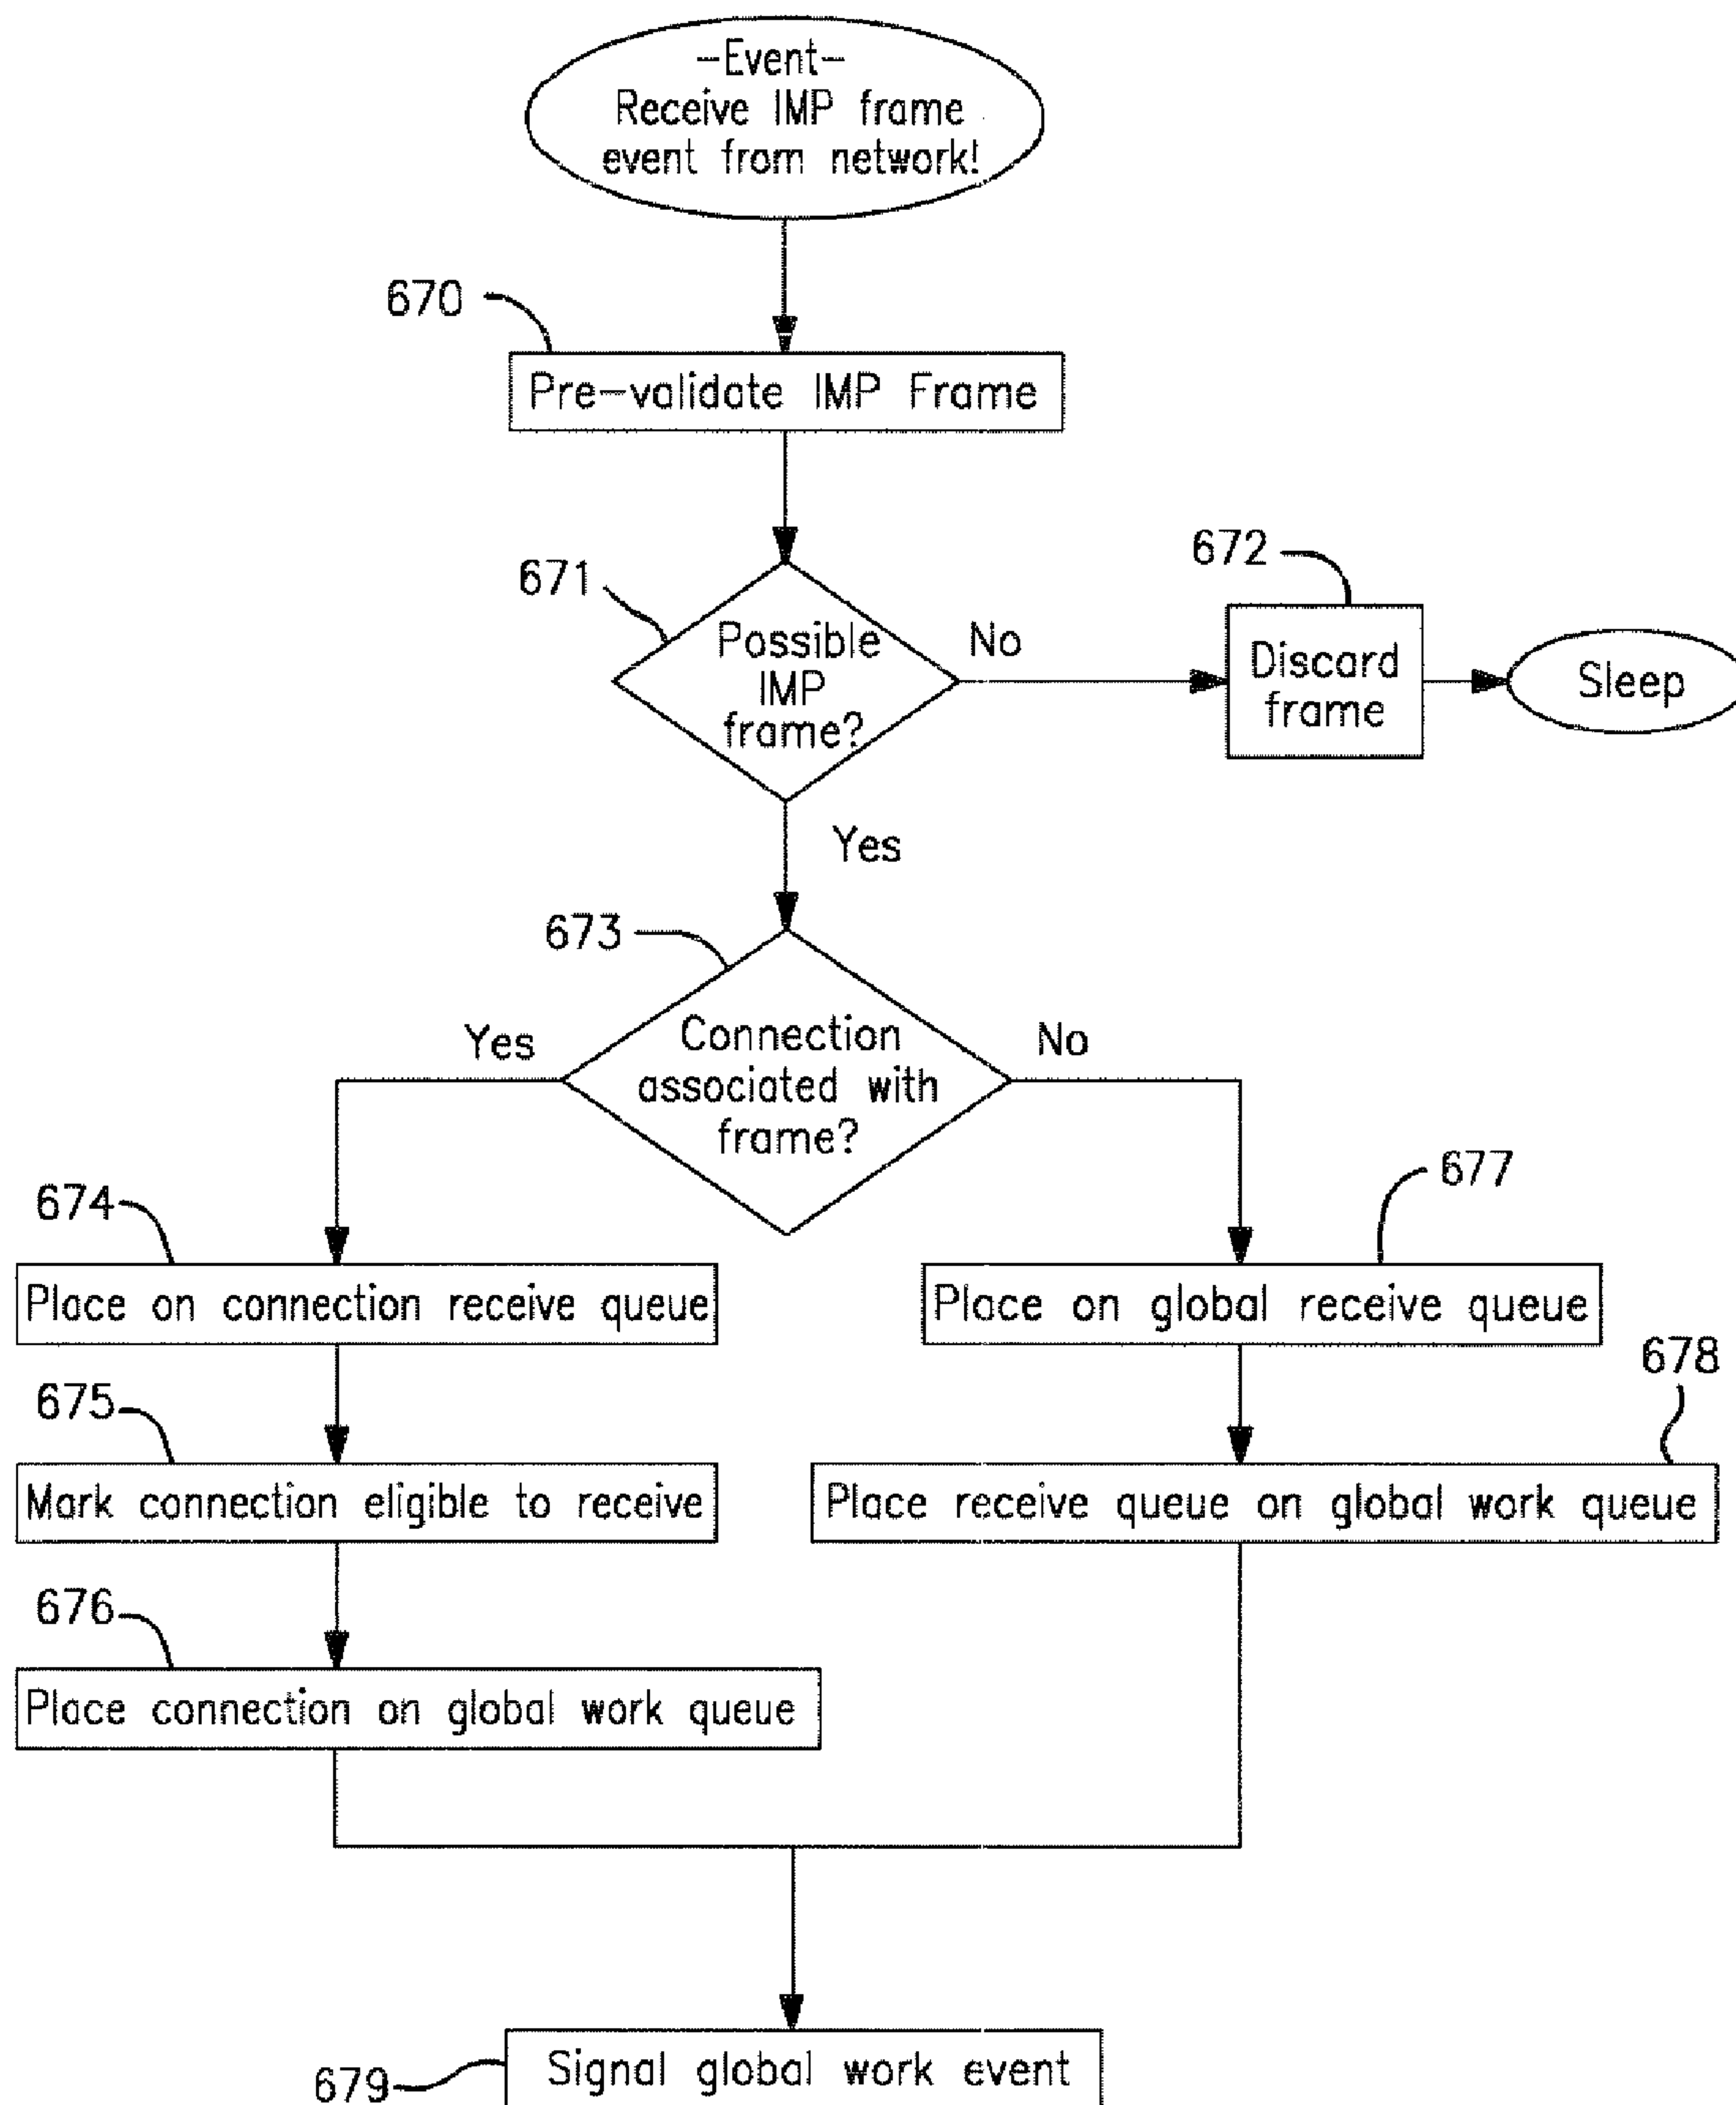 -Event-
Receive IMP frame
event from network!
670
Pre-validate IMP Frame
671
Possible
IMP
frame?
No
672
Discard
frame
Sleep
Yes
673
Connection
associated with
frame?
Yes
No
674
Place on connection receive queue
677
Place on global receive queue
675
Mark connection eligible to receive
678
Place receive queue on global work queue
676
Place connection on global work queue
679
Signal global work event